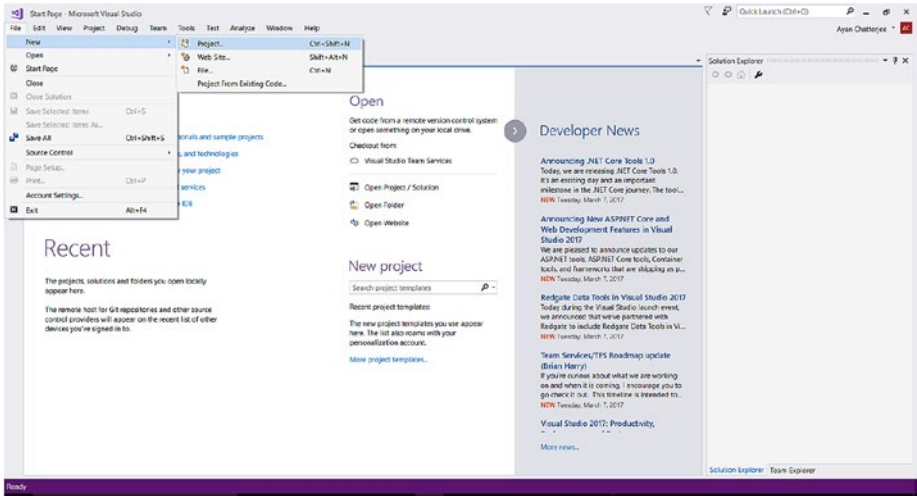 Start Page - Microsoft Visual Studio
Quick Launch (Ctrl+Q)
File Edit View Project Debug Team Tools Test Analyze Window Help
Ayan Chatterjee AC
New
Open
Start Page
Close
Close Solution
Save Selected Items Ctrl+S
Save Selected Items As...
Save All Ctrl+Shift+S
Source Control
Page Setup...
Print... Ctrl+P
Account Settings...
Exit Alt+F4
Project... Ctrl+Shift+N
Web Site... Shift+Alt+N
File... Ctrl+N
Project From Existing Code...
orials and sample projects
, and technologies
your project
services
IDE
Recent
The projects, solutions and folders you open locally
appear here.
The remote host for Git repositories and other source
control providers will appear on the recent list of other
devices you've signed in to.
Open
Get code from a remote version control system
or open something on your local drive.
Checkout from:
Visual Studio Team Services
Open Project / Solution
Open Folder
Open Website
New project
Search project templates
Recent project templates:
The new project templates you use appear
here. The list also roams with your
personalization account.
More project templates...
Developer News
Announcing .NET Core Tools 1.0
Today, we are releasing .NET Core Tools 1.0.
It's an exciting day and an important
milestone in the .NET Core journey. The tool...
NEW Tuesday, March 7, 2017
Announcing New ASP.NET Core and
Web Development Features in Visual
Studio 2017
We are pleased to announce updates to our
ASP.NET tools, ASP.NET Core tools, Container
tools, and frameworks that are shipping as p...
NEW Tuesday, March 7, 2017
Redgate Data Tools in Visual Studio 2017
Today during the Visual Studio launch event,
we announced that we've partnered with
Redgate to include Redgate Data Tools in Vi...
NEW Tuesday, March 7, 2017
Team Services/TFS Roadmap update
(Brian Harry)
If you're curious about what we are working
on and when it is coming, I encourage you to
go check it out. This timeline is intended to...
NEW Tuesday, March 7, 2017
Visual Studio 2017: Productivity,
More news...
Solution Explorer
Solution Explorer Team Explorer
Ready